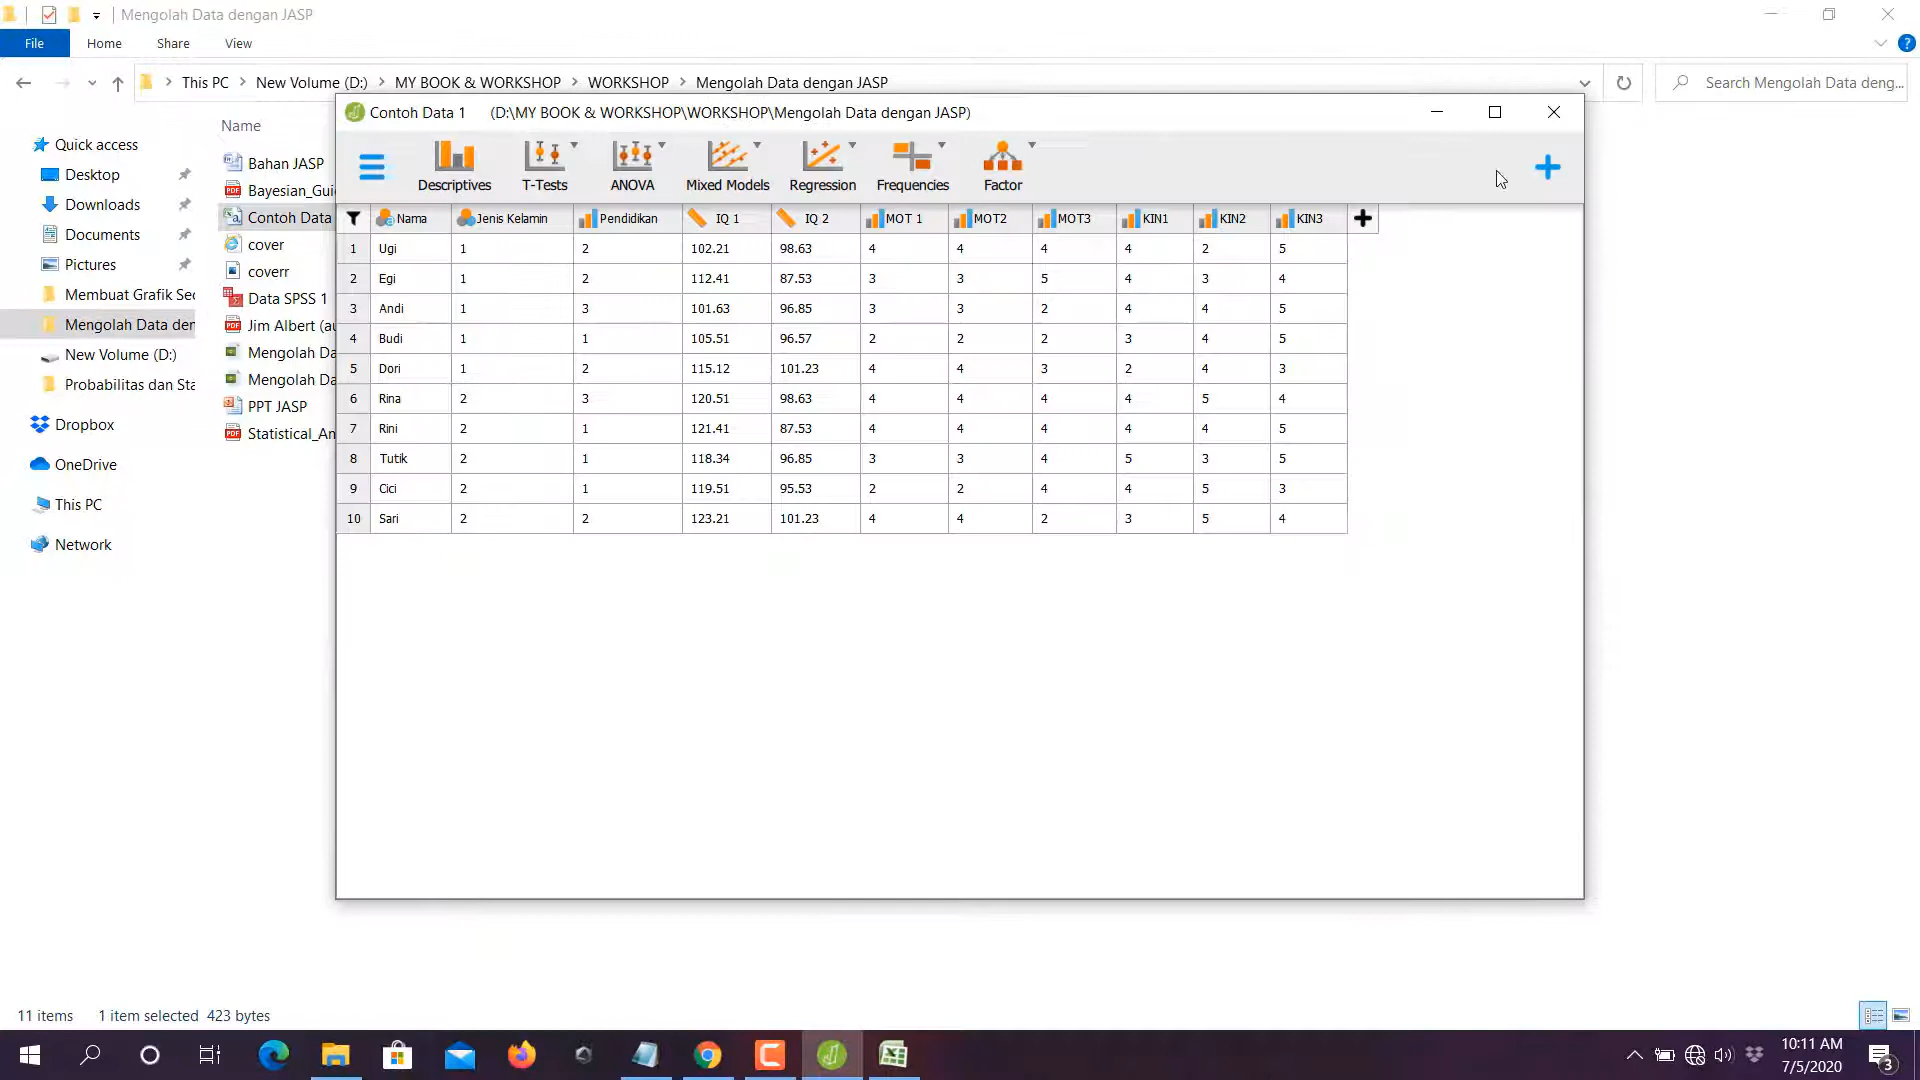 Mengolah Data dengan JASP
File Home Share View
This PC New Volume (D:) MY BOOK & WORKSHOP WORKSHOP Mengolah Data dengan JASP
Search Mengolah Data deng...
Quick access
Desktop
Downloads
Documents
Pictures
Membuat Grafik Sec
Mengolah Data der
New Volume (D:)
Probabilitas dan Sta
Dropbox
OneDrive
This PC
Network
Name
Bahan JASP
Bayesian_Gui
Contoh Data
cover
coverr
Data SPSS 1
Jim Albert (au
Mengolah Da
Mengolah Da
PPT JASP
Statistical_An
Contoh Data 1 (D:\MY BOOK & WORKSHOP\WORKSHOP\Mengolah Data dengan JASP)
Descriptives T-Tests ANOVA Mixed Models Regression Frequencies Factor
Nama Jenis Kelamin Pendidikan IQ 1 IQ 2 MOT 1 MOT2 MOT3 KIN1 KIN2 KIN3
1 Ugi 1 2 102.21 98.63 4 4 4 4 2 5
2 Egi 1 2 112.41 87.53 3 3 5 4 3 4
3 Andi 1 3 101.63 96.85 3 3 2 4 4 5
4 Budi 1 1 105.51 96.57 2 2 2 3 4 5
5 Dori 1 2 115.12 101.23 4 4 3 2 4 3
6 Rina 2 3 120.51 98.63 4 4 4 4 5 4
7 Rini 2 1 121.41 87.53 4 4 4 4 4 5
8 Tutik 2 1 118.34 96.85 3 3 4 5 3 5
9 Cici 2 1 119.51 95.53 2 2 4 4 5 3
10 Sari 2 2 123.21 101.23 4 4 2 3 5 4
11 items 1 item selected 423 bytes
10:11 AM
7/5/2020
3